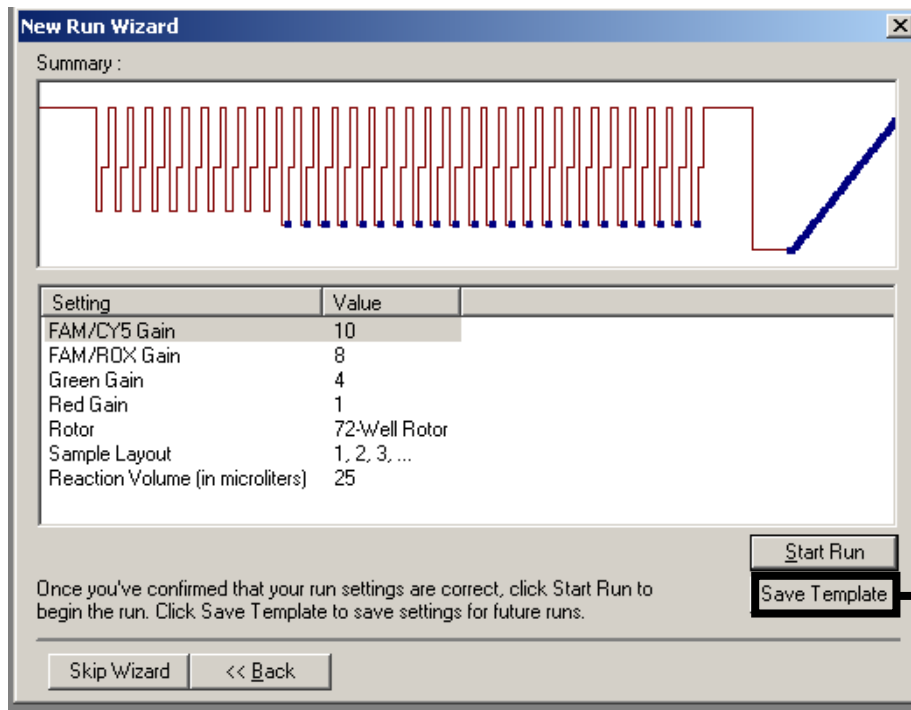 New Run Wizard
Summary :
Setting Value
FAM/CY5 Gain 10
FAM/ROX Gain 8
Green Gain 4
Red Gain 1
Rotor 72-Well Rotor
Sample Layout 1, 2, 3, ...
Reaction Volume (in microliters) 25
Start Run
Once you've confirmed that your run settings are correct, click Start Run to
begin the run. Click Save Template to save settings for future runs.
Save Template
Skip Wizard << Back